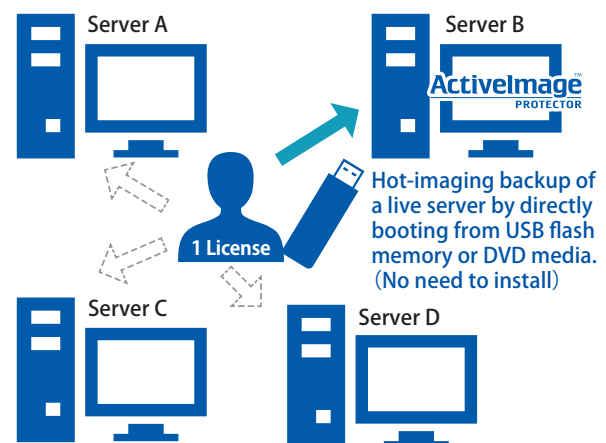 Server A
Server B
ActiveImage™
PROTECTOR
1 License
Hot-imaging backup of
a live server by directly
booting from USB flash
memory or DVD media.
（No need to install）
Server C
Server D